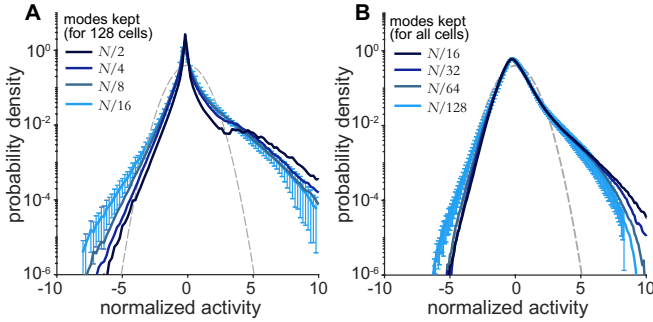 A
modes kept
(for 128 cells)
N/2
N/4
N/8
N/16
probability density
10^0
10^-2
10^-4
10^-6
-10 -5 0 5 10
normalized activity
B
modes kept
(for all cells)
N/16
N/32
N/64
N/128
probability density
10^0
10^-2
10^-4
10^-6
-10 -5 0 5 10
normalized activity